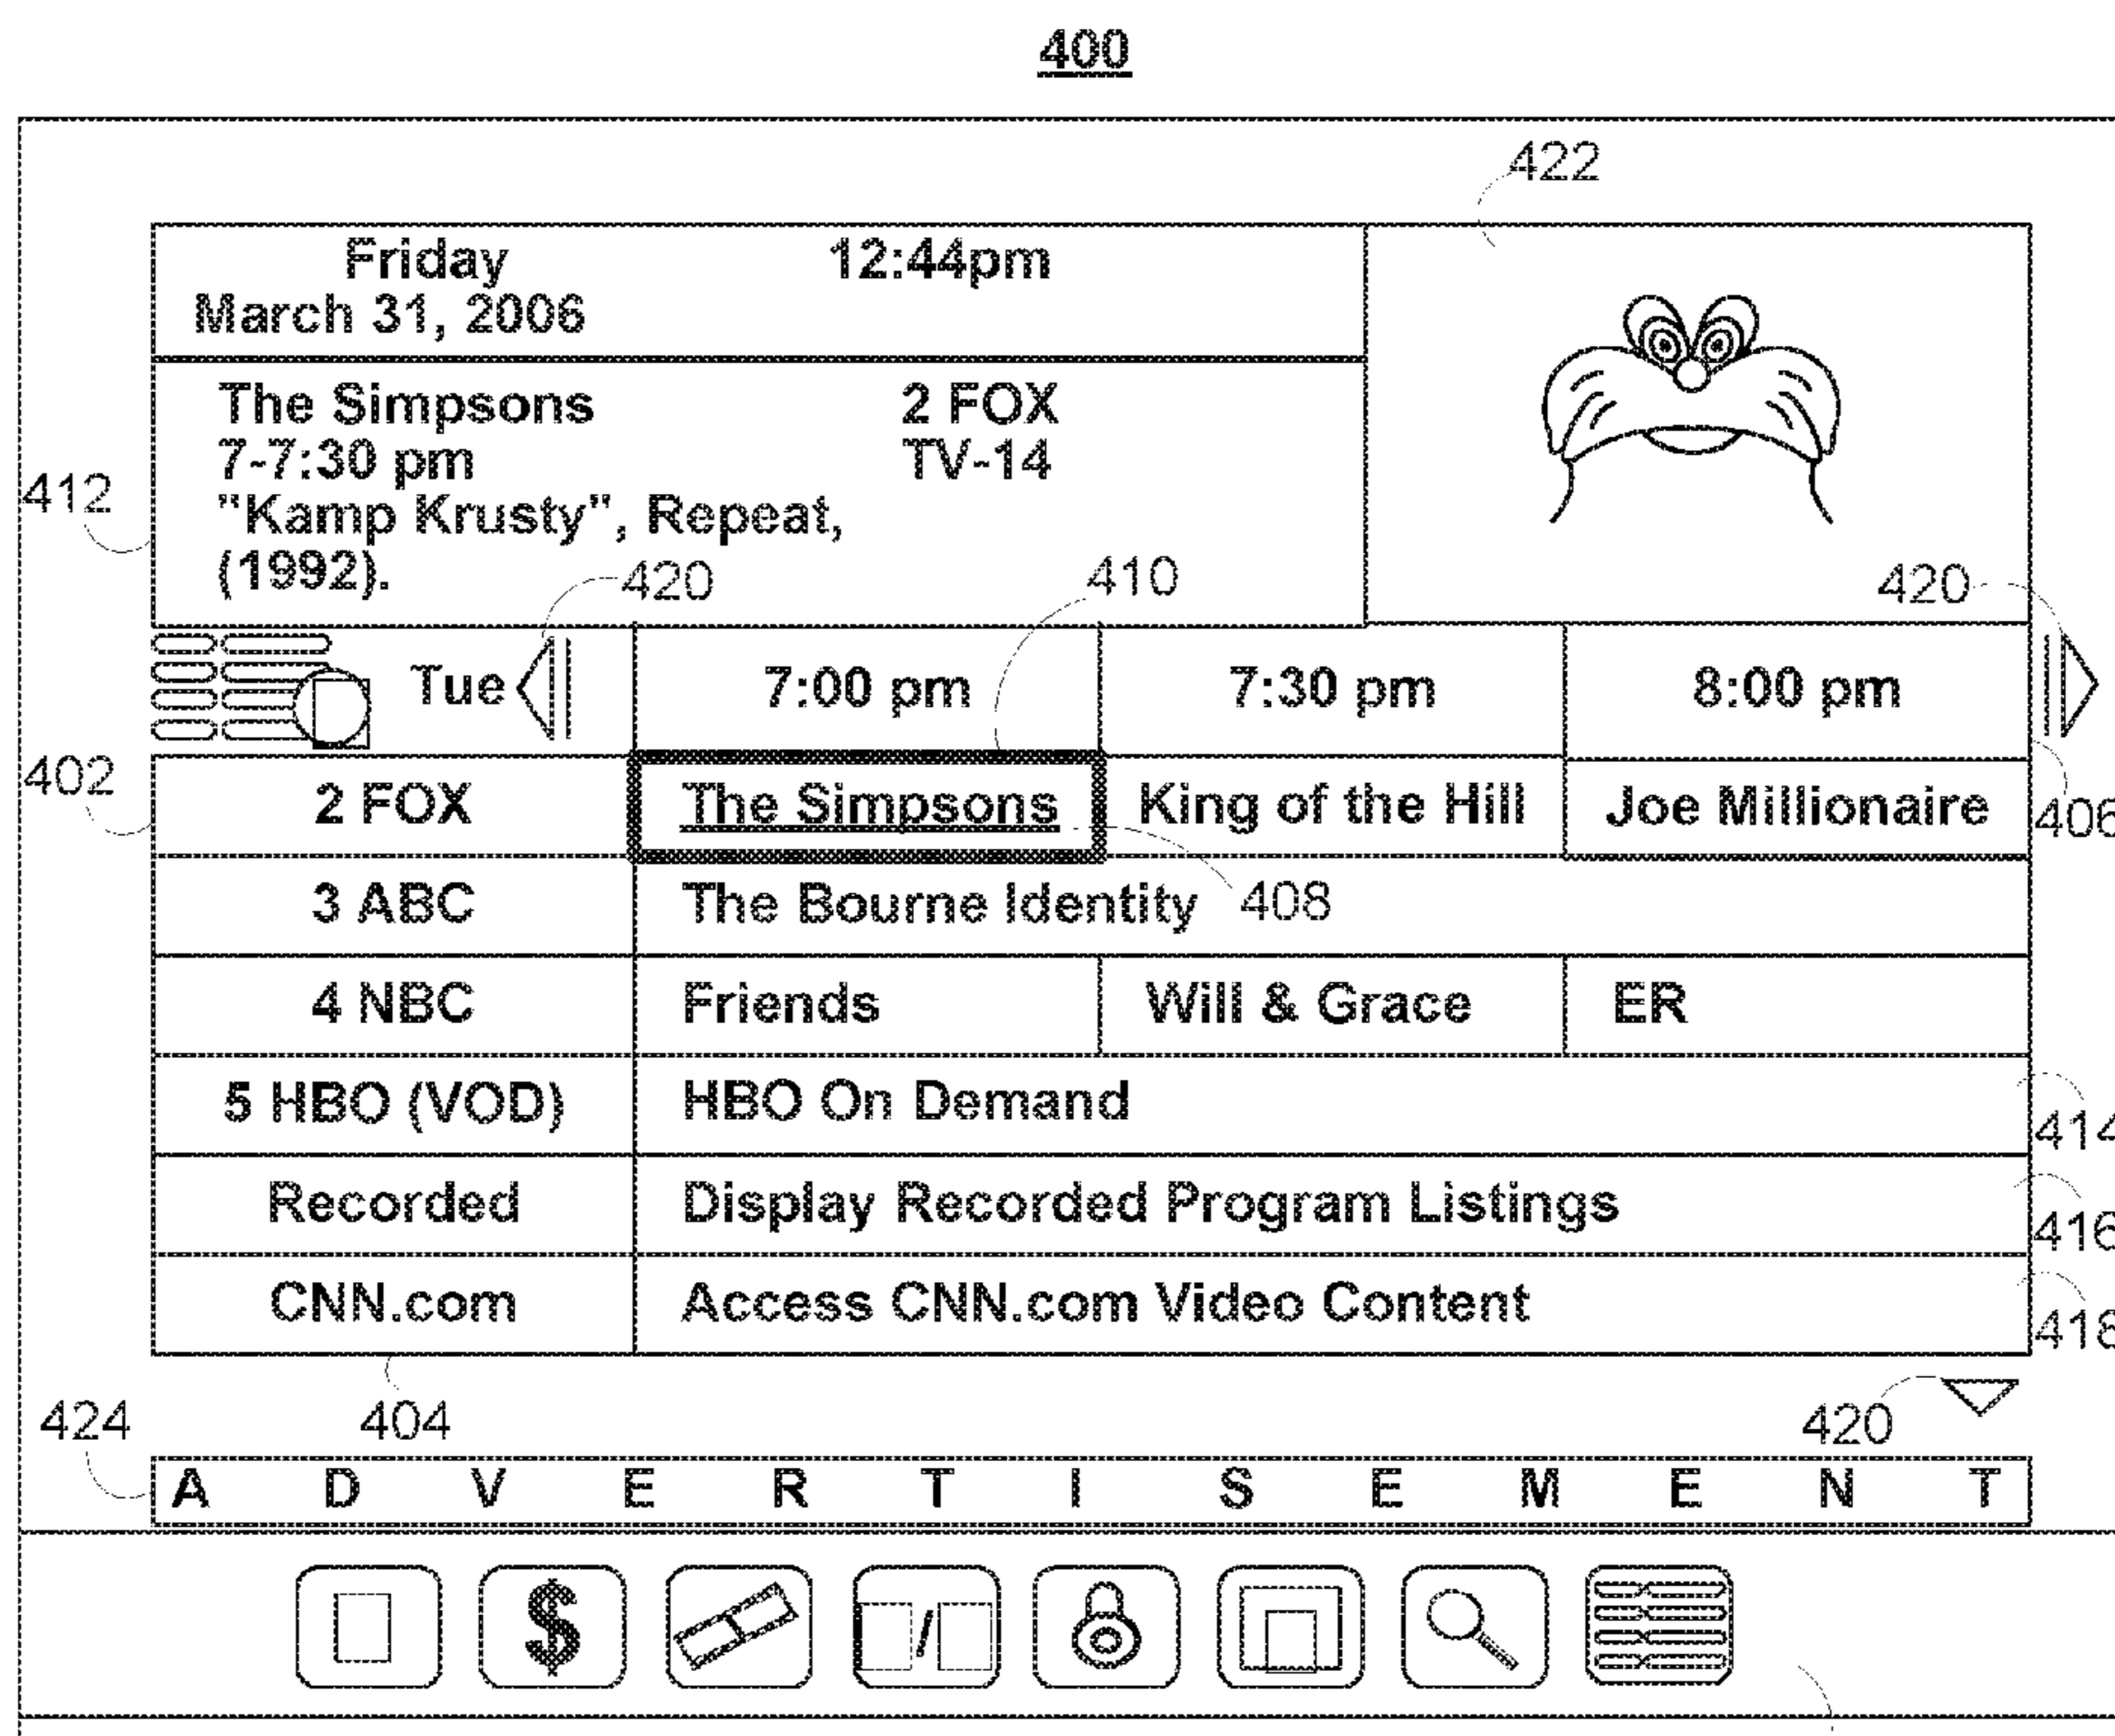 400
422
Friday 12:44pm
March 31, 2006
The Simpsons 2 FOX
7-7:30 pm TV-14
412
"Kamp Krusty", Repeat,
(1992).
420 410 420
Tue 7:00 pm 7:30 pm 8:00 pm
402
2 FOX The Simpsons King of the Hill Joe Millionaire
406
3 ABC The Bourne Identity 408
4 NBC Friends Will & Grace ER
5 HBO (VOD) HBO On Demand
414
Recorded Display Recorded Program Listings
416
CNN.com Access CNN.com Video Content
418
424 404 420
A D V E R T I S E M E N T
$ /